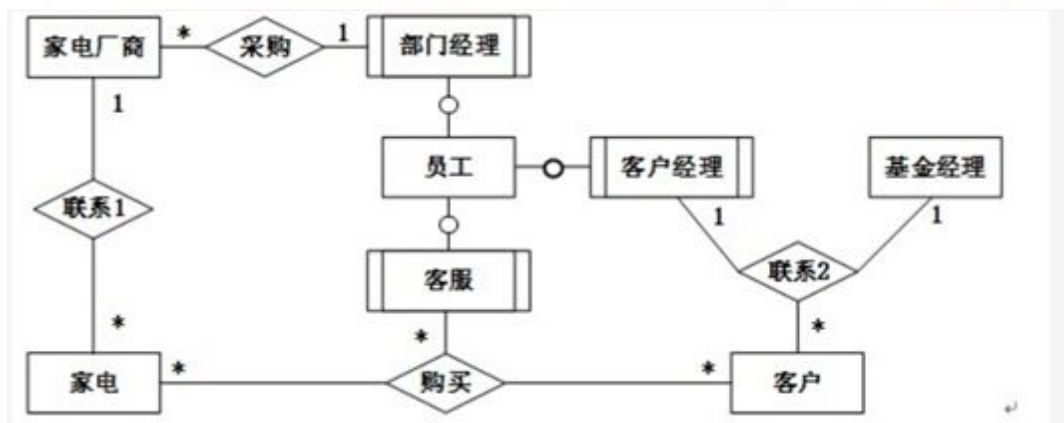 家电厂商 * 采购 1 部门经理
1
员工 客户经理 基金经理
联系1 1 1
客服 联系2
* * *
家电 * 购买 * 客户
↵